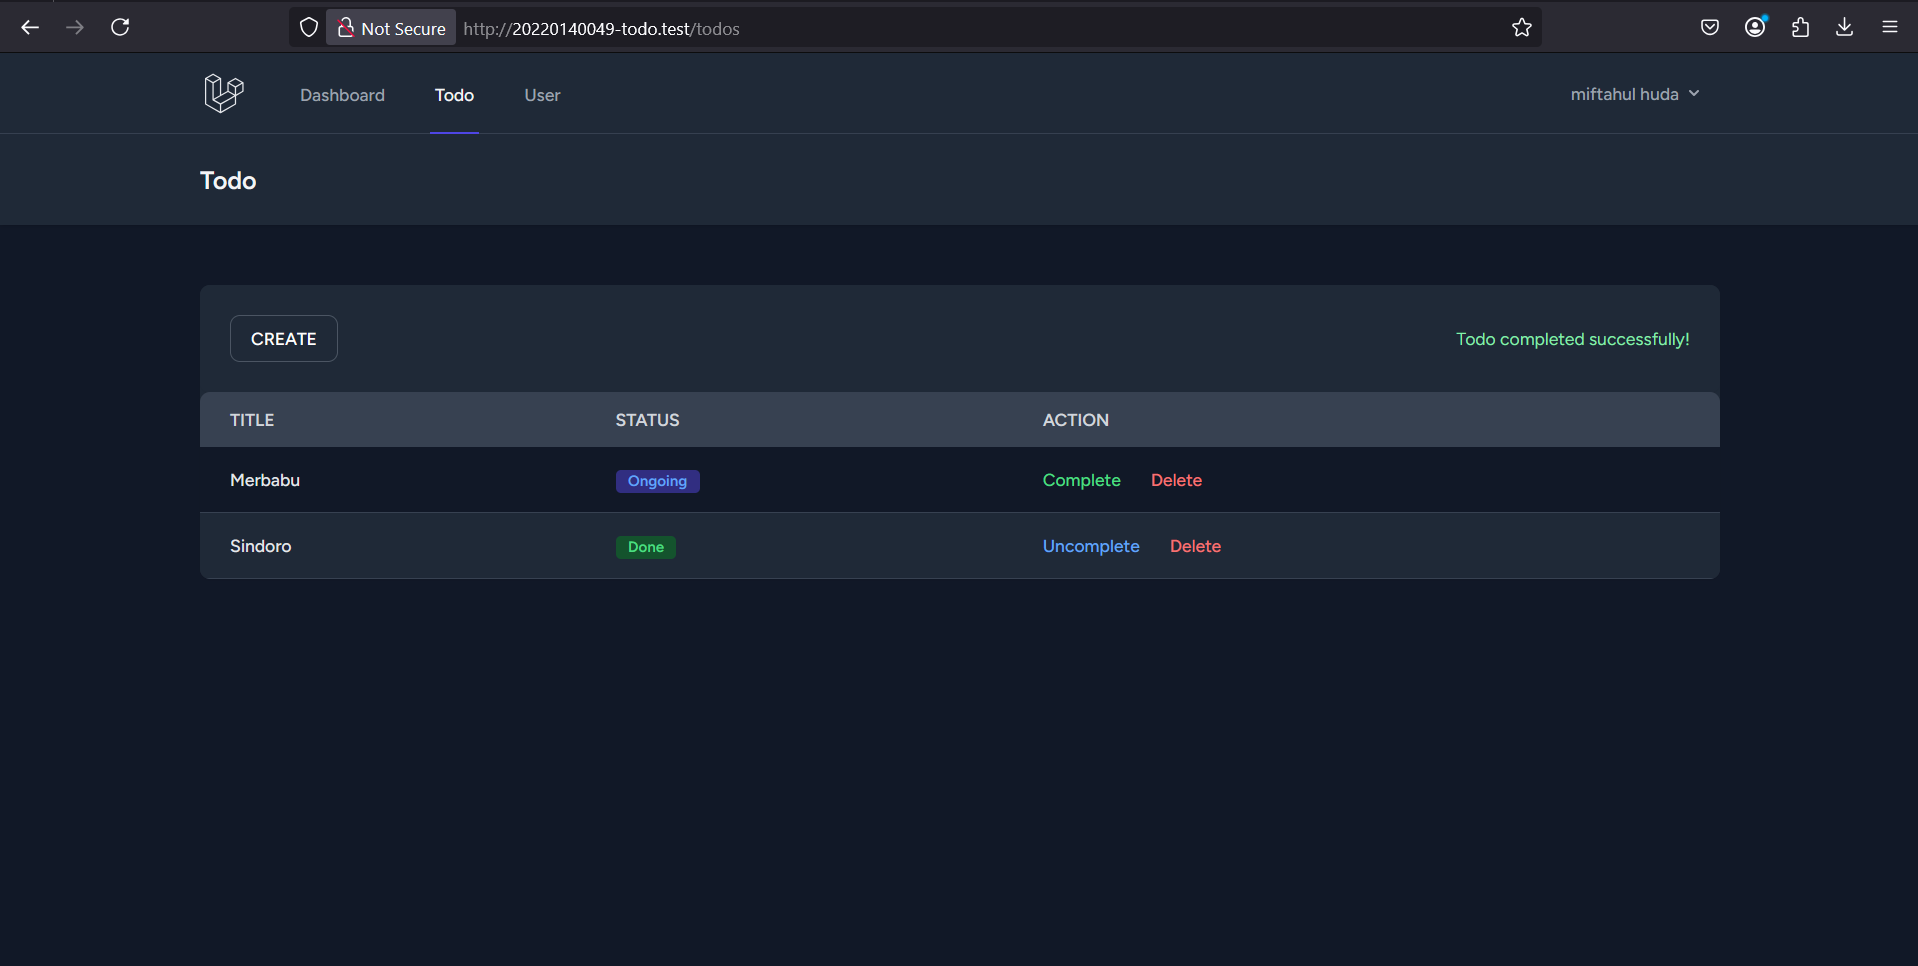 Not Secure http://20220140049-todo.test/todos
Dashboard Todo User miftahul huda
Todo
CREATE Todo completed successfully!
TITLE STATUS ACTION
Merbabu Ongoing Complete Delete
Sindoro Done Uncomplete Delete